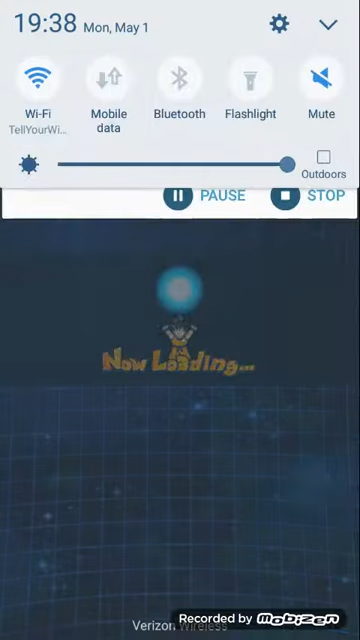 19:38 Mon, May 1
Wi-Fi
TellYourWi...
Mobile data
Bluetooth
Flashlight
Mute
Outdoors
PAUSE
STOP
Now Loading...
Verizon Wireless
Recorded by Mobizen